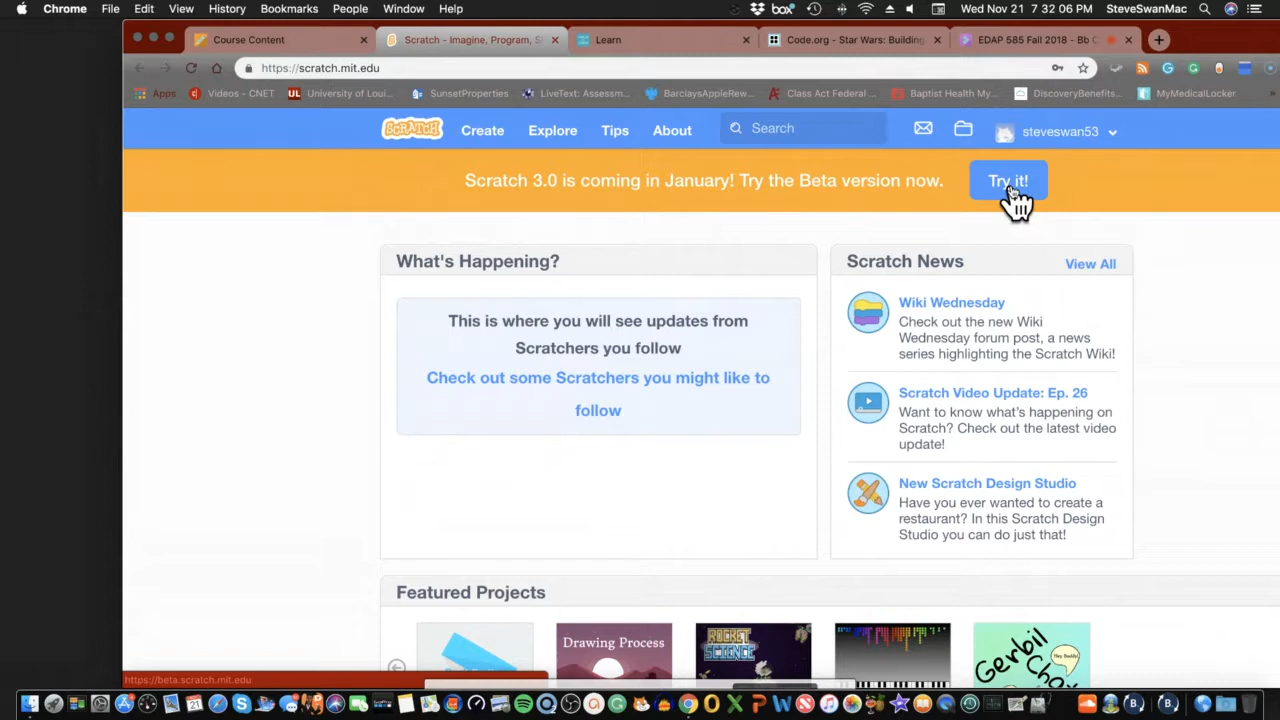 Chrome File Edit View History Bookmarks People Window Help box Wed Nov 21 7:32:06 PM SteveSwanMac
Course Content Scratch - Imagine, Program, S Learn Code.org - Star Wars: Building EDAP 585 Fall 2018 - Bb C
https://scratch.mit.edu
Apps Videos - CNET UL University of Loui... SunsetProperties LiveText: Assessm... BarclaysAppleRew... Class Act Federal ... Baptist Health My... DiscoveryBenefits... MyMedicalLocker »
SCRATCH Create Explore Tips About Search steveswan53
Scratch 3.0 is coming in January! Try the Beta version now. Try it!
What's Happening?
This is where you will see updates from
Scratchers you follow
Check out some Scratchers you might like to
follow
Scratch News View All
Wiki Wednesday
Check out the new Wiki
Wednesday forum post, a news
series highlighting the Scratch Wiki!
Scratch Video Update: Ep. 26
Want to know what's happening on
Scratch? Check out the latest video
update!
New Scratch Design Studio
Have you ever wanted to create a
restaurant? In this Scratch Design
Studio you can do just that!
Featured Projects
Drawing Process
ROCKET
SCIENCE
Gerbil
Hey Buddy!
https://beta.scratch.mit.edu